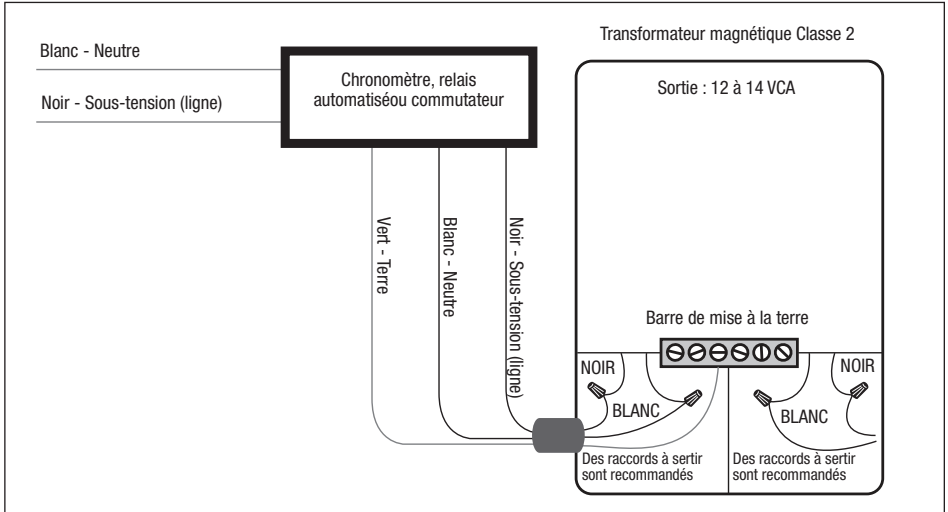 Transformateur magnétique Classe 2
Blanc - Neutre
Noir - Sous-tension (ligne)
Chronomètre, relais
automatiséou commutateur
Sortie : 12 à 14 VCA
Vert - Terre
Blanc - Neutre
Noir - Sous-tension (ligne)
Barre de mise à la terre
NOIR
NOIR
BLANC
BLANC
Des raccords à sertir
sont recommandés
Des raccords à sertir
sont recommandés